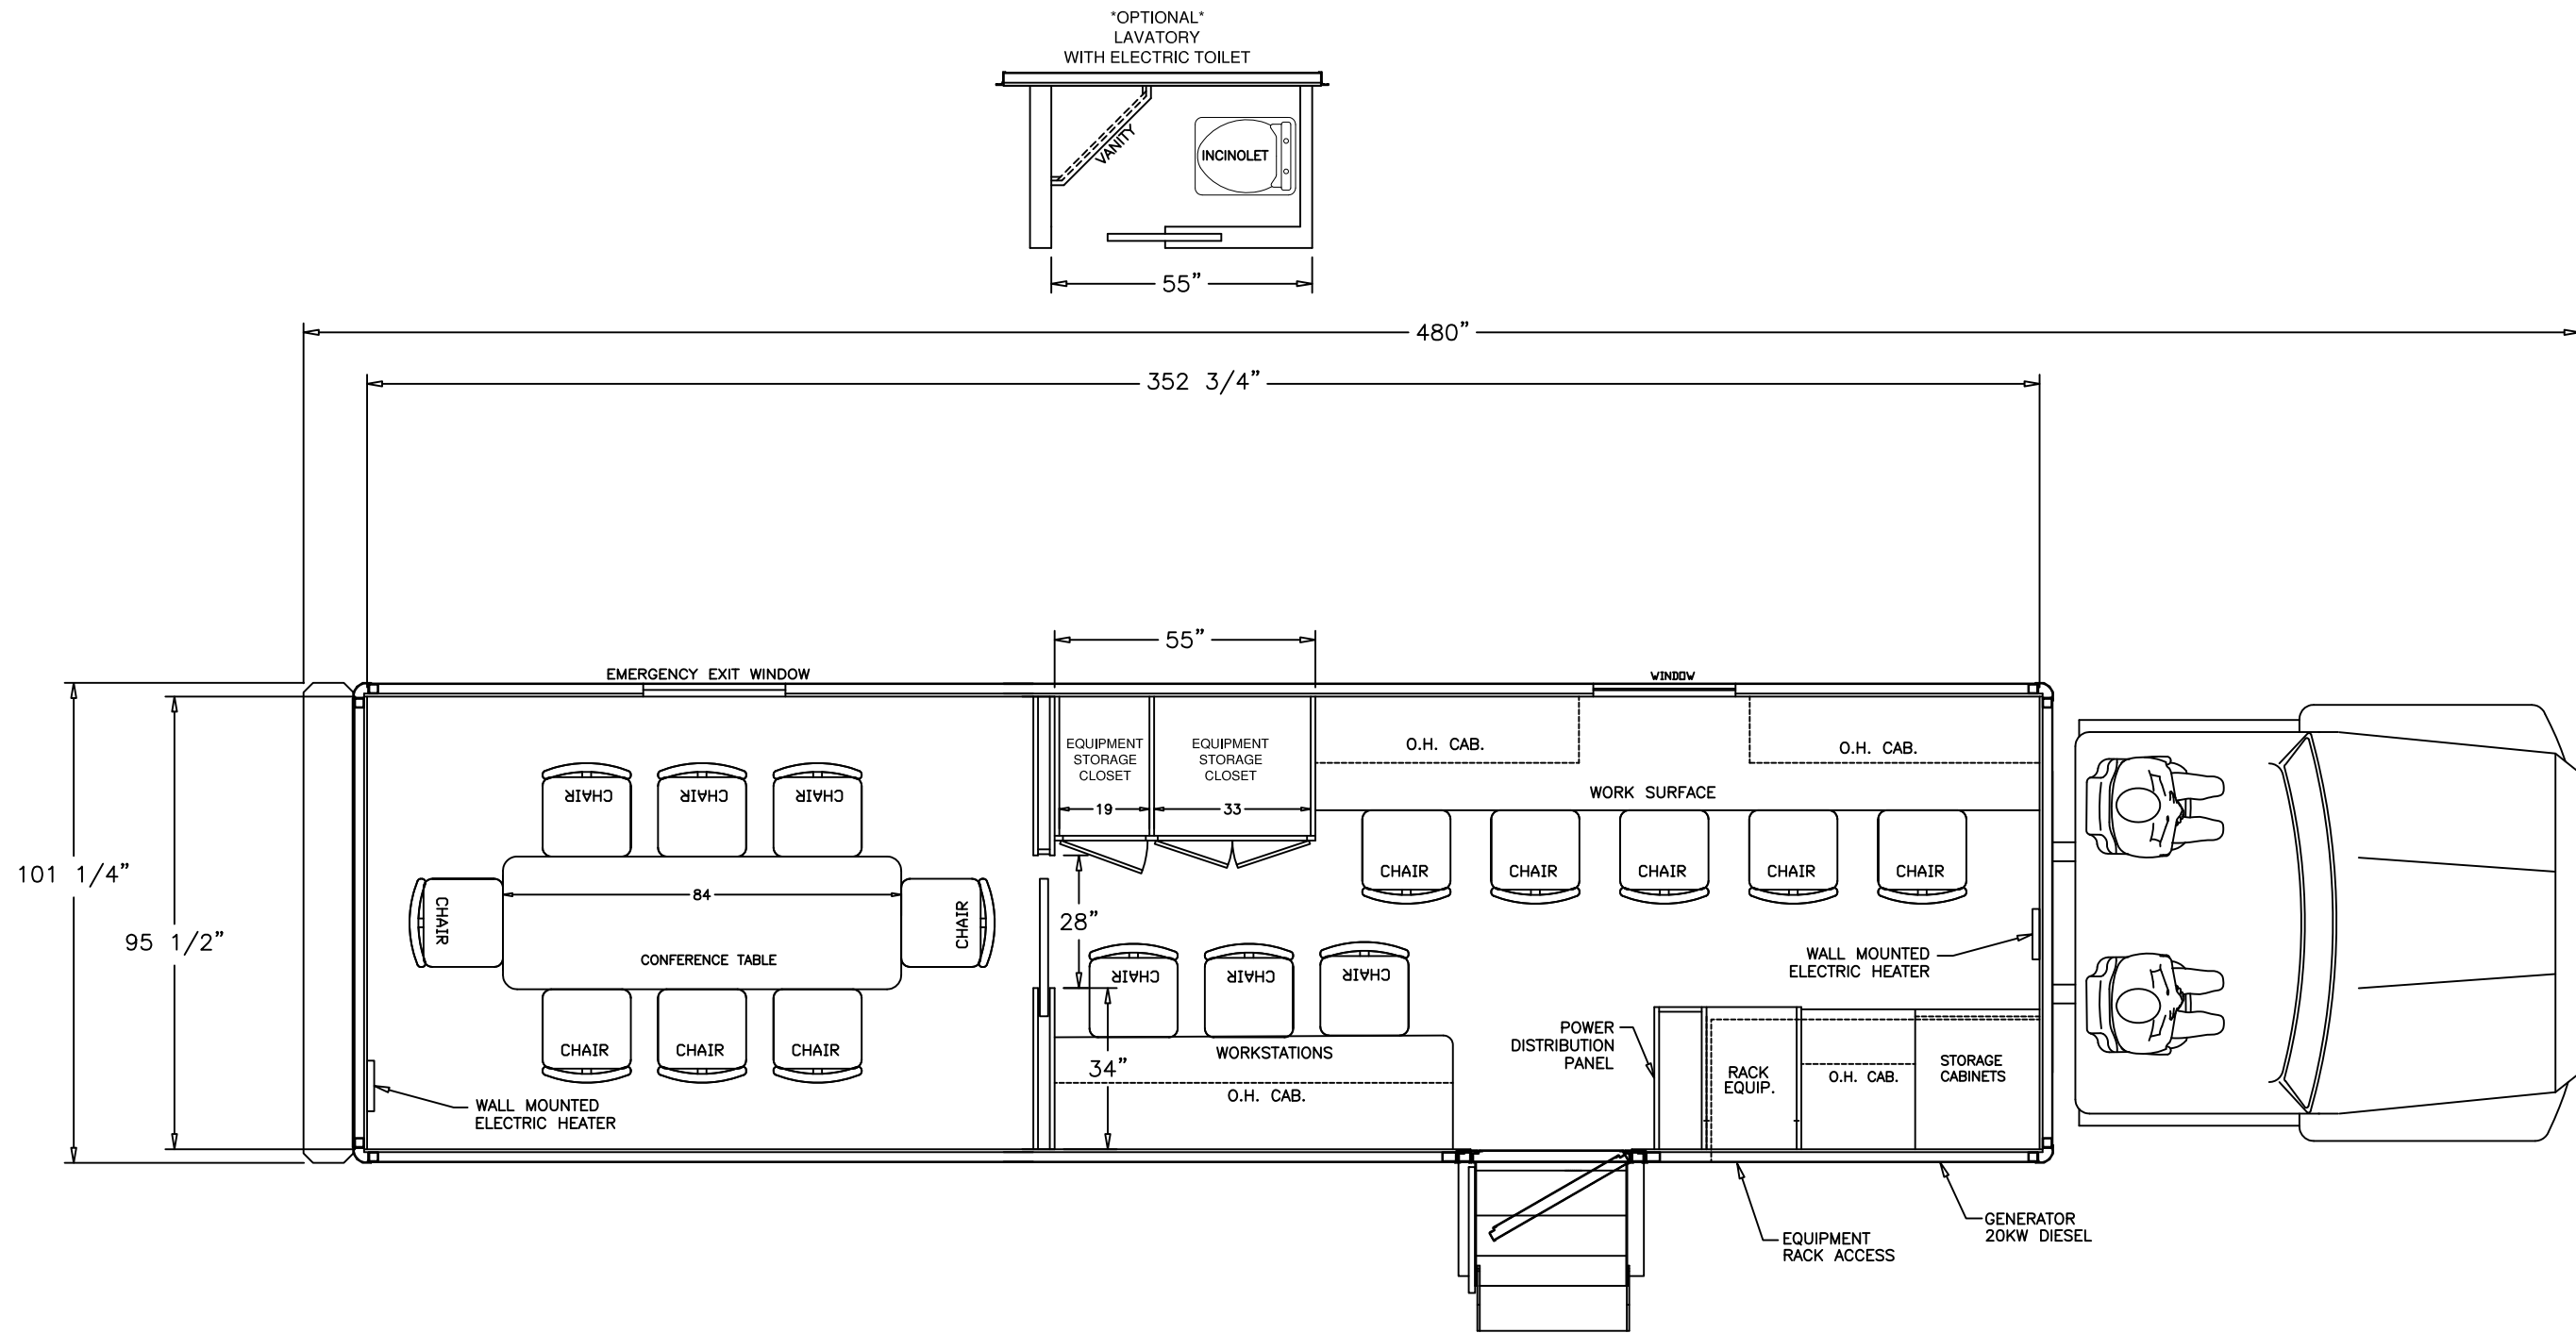 *OPTIONAL*
LAVATORY
WITH ELECTRIC TOILET
VANITY
INCINOLET
55”
480”
352 3/4”
55”
EMERGENCY EXIT WINDOW
WINDOW
EQUIPMENT
STORAGE
CLOSET
EQUIPMENT
STORAGE
CLOSET
19
33
O.H. CAB.
O.H. CAB.
WORK SURFACE
CHAIR
CHAIR
CHAIR
101 1/4”
95 1/2”
CHAIR
84
CONFERENCE TABLE
CHAIR
CHAIR
CHAIR
CHAIR
CHAIR
CHAIR
CHAIR
CHAIR
CHAIR
28”
CHAIR
CHAIR
CHAIR
WALL MOUNTED
ELECTRIC HEATER
CHAIR
CHAIR
CHAIR
34”
WORKSTATIONS
O.H. CAB.
POWER
DISTRIBUTION
PANEL
RACK
EQUIP.
O.H. CAB.
STORAGE
CABINETS
WALL MOUNTED
ELECTRIC HEATER
EQUIPMENT
RACK ACCESS
GENERATOR
20KW DIESEL